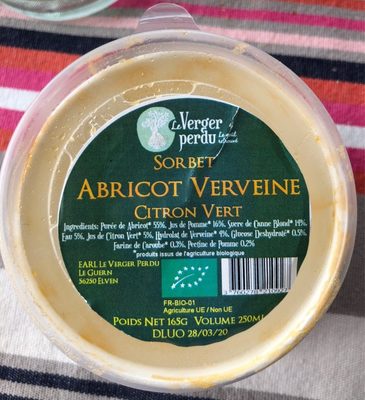 Le Verger
perdu
SORBET
ABRICOT VERVEINE
CITRON VERT
Ingrédients: Purée de Abricot* 55%, Jus de Pomme* 16%, Sucre de Canne Blond* 14%,
Eau 5%, Jus de Citron Vert* 5%, Hydrolat de Verveine* 4%, Glucose Deshydraté* 0.5%,
Farine de Caroube* 0.3%, Pectine de Pomme 0.2%
*produits issus de l'agriculture biologique
EARL LE VERGER PERDU
LE GUERN
56250 ELVEN
FR-BIO-01
Agriculture UE / Non UE
POIDS NET 165G VOLUME 250ML
DLUO 28/03/20